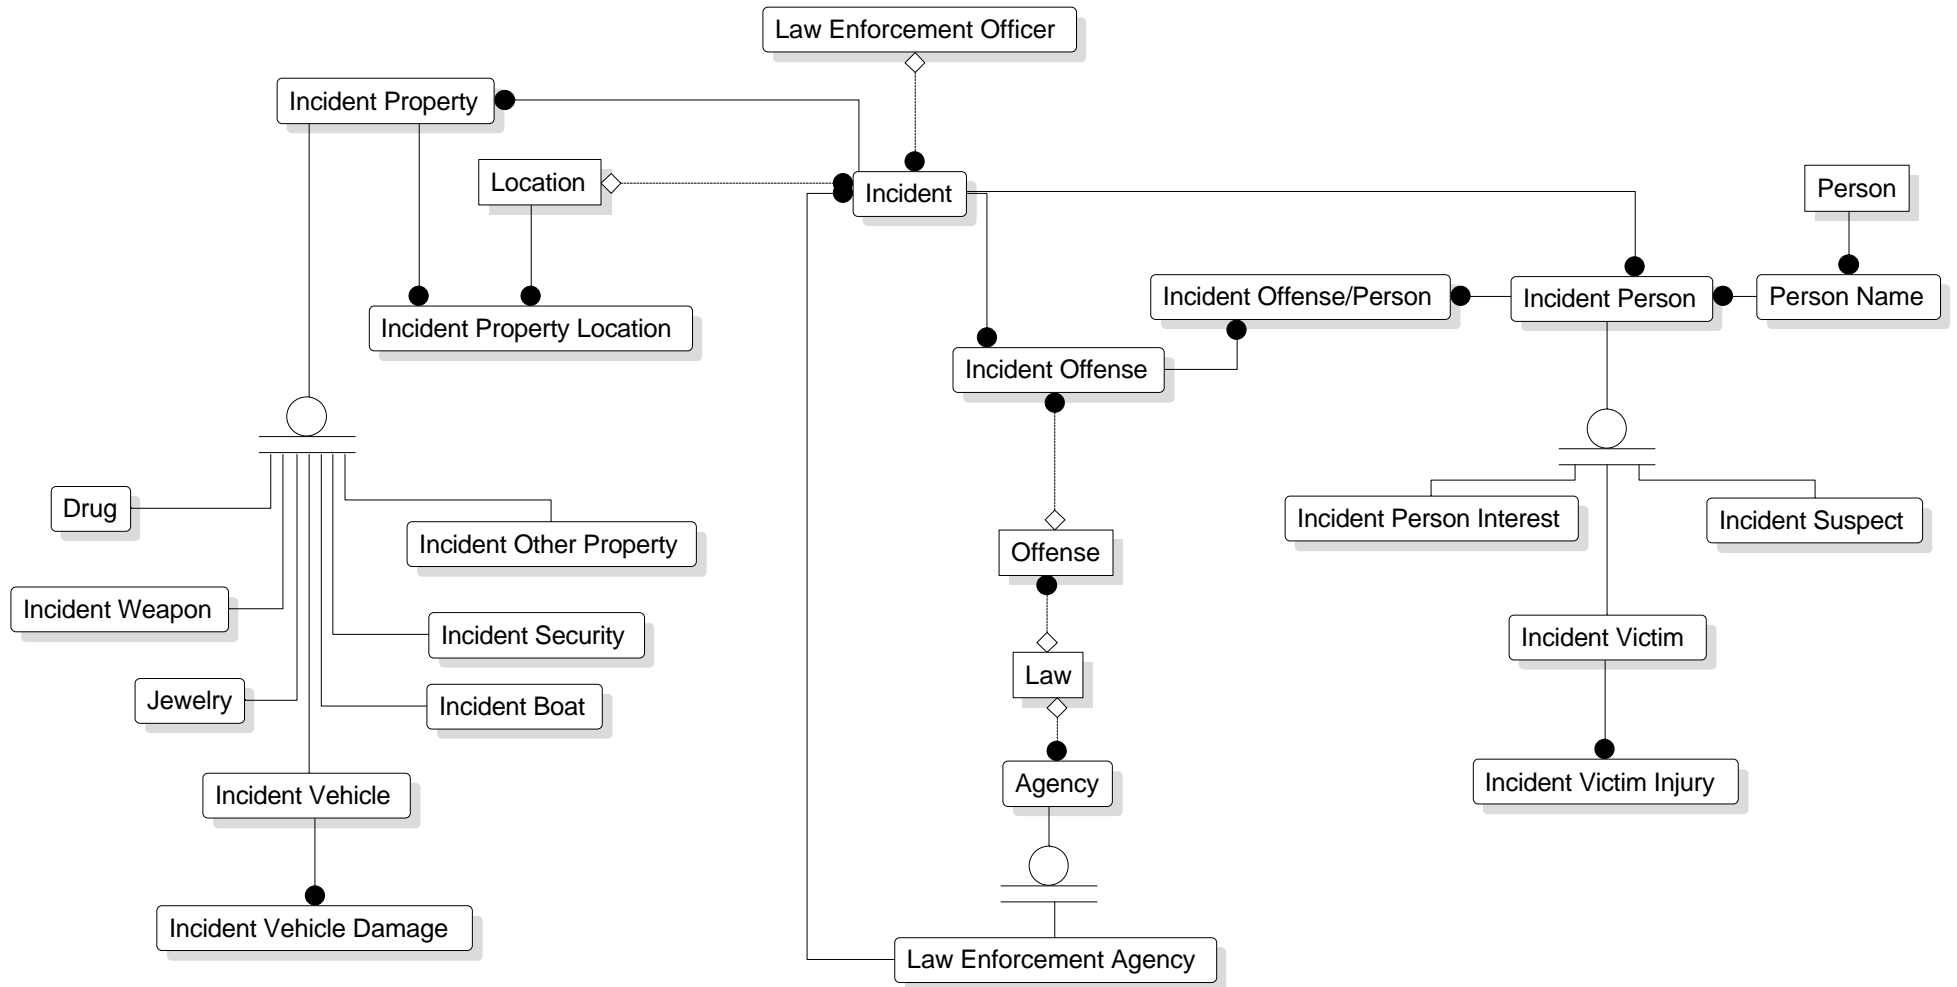 Law Enforcement Officer
Incident Property
Location
Incident
Person
Incident Offense/Person
Incident Person
Person Name
Incident Property Location
Incident Offense
Drug
Incident Other Property
Offense
Incident Person Interest
Incident Suspect
Incident Weapon
Incident Security
Incident Victim
Law
Jewelry
Incident Boat
Incident Vehicle
Agency
Incident Victim Injury
Incident Vehicle Damage
Law Enforcement Agency